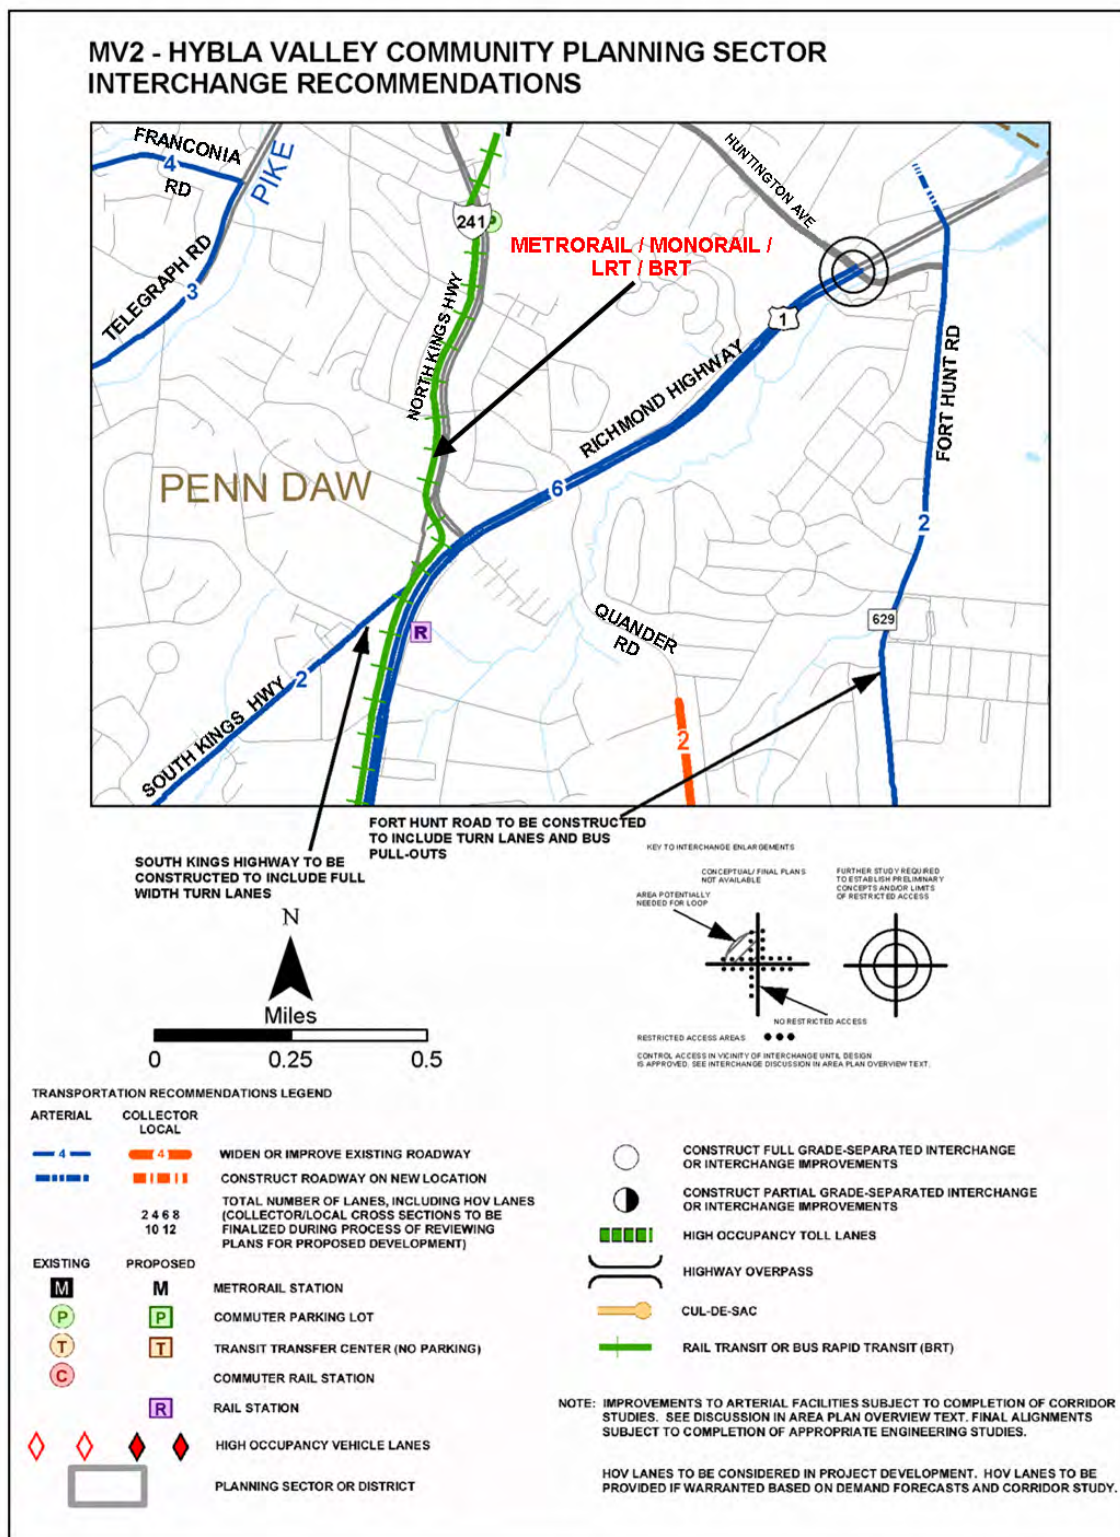 MV2 - HYBLA VALLEY COMMUNITY PLANNING SECTOR
INTERCHANGE RECOMMENDATIONS
FRANCONIA
4
RD
PIKE
TELEGRAPH RD
3
241
P
METRORAIL / MONORAIL /
LRT / BRT
NORTH KINGS HWY
HUNTINGTON AVE
1
RICHMOND HIGHWAY
6
FORT HUNT RD
2
PENN DAW
629
QUANDER
RD
R
2
SOUTH KINGS HWY
2
FORT HUNT ROAD TO BE CONSTRUCTED
TO INCLUDE TURN LANES AND BUS
PULL-OUTS
SOUTH KINGS HIGHWAY TO BE
CONSTRUCTED TO INCLUDE FULL
WIDTH TURN LANES
KEY TO INTERCHANGE ENLARGEMENTS
CONCEPTUAL/ FINAL PLANS
NOT AVAILABLE
FURTHER STUDY REQUIRED
TO ESTABLISH PRELIMINARY
CONCEPTS AND/OR LIMITS
OF RESTRICTED ACCESS
AREA POTENTIALLY
NEEDED FOR LOOP
NO RESTRICTED ACCESS
RESTRICTED ACCESS AREAS
CONTROL ACCESS IN VICINITY OF INTERCHANGE UNTIL DESIGN
IS APPROVED. SEE INTERCHANGE DISCUSSION IN AREA PLAN OVERVIEW TEXT.
N
Miles
0 0.25 0.5
TRANSPORTATION RECOMMENDATIONS LEGEND
ARTERIAL COLLECTOR
LOCAL
4 4 WIDEN OR IMPROVE EXISTING ROADWAY
CONSTRUCT ROADWAY ON NEW LOCATION
2 4 6 8
10 12
TOTAL NUMBER OF LANES, INCLUDING HOV LANES
(COLLECTOR/LOCAL CROSS SECTIONS TO BE
FINALIZED DURING PROCESS OF REVIEWING
PLANS FOR PROPOSED DEVELOPMENT)
EXISTING PROPOSED
M M METRORAIL STATION
P P COMMUTER PARKING LOT
T T TRANSIT TRANSFER CENTER (NO PARKING)
C COMMUTER RAIL STATION
R RAIL STATION
HIGH OCCUPANCY VEHICLE LANES
PLANNING SECTOR OR DISTRICT
CONSTRUCT FULL GRADE-SEPARATED INTERCHANGE
OR INTERCHANGE IMPROVEMENTS
CONSTRUCT PARTIAL GRADE-SEPARATED INTERCHANGE
OR INTERCHANGE IMPROVEMENTS
HIGH OCCUPANCY TOLL LANES
HIGHWAY OVERPASS
CUL-DE-SAC
RAIL TRANSIT OR BUS RAPID TRANSIT (BRT)
NOTE: IMPROVEMENTS TO ARTERIAL FACILITIES SUBJECT TO COMPLETION OF CORRIDOR
STUDIES. SEE DISCUSSION IN AREA PLAN OVERVIEW TEXT. FINAL ALIGNMENTS
SUBJECT TO COMPLETION OF APPROPRIATE ENGINEERING STUDIES.
HOV LANES TO BE CONSIDERED IN PROJECT DEVELOPMENT. HOV LANES TO BE
PROVIDED IF WARRANTED BASED ON DEMAND FORECASTS AND CORRIDOR STUDY.